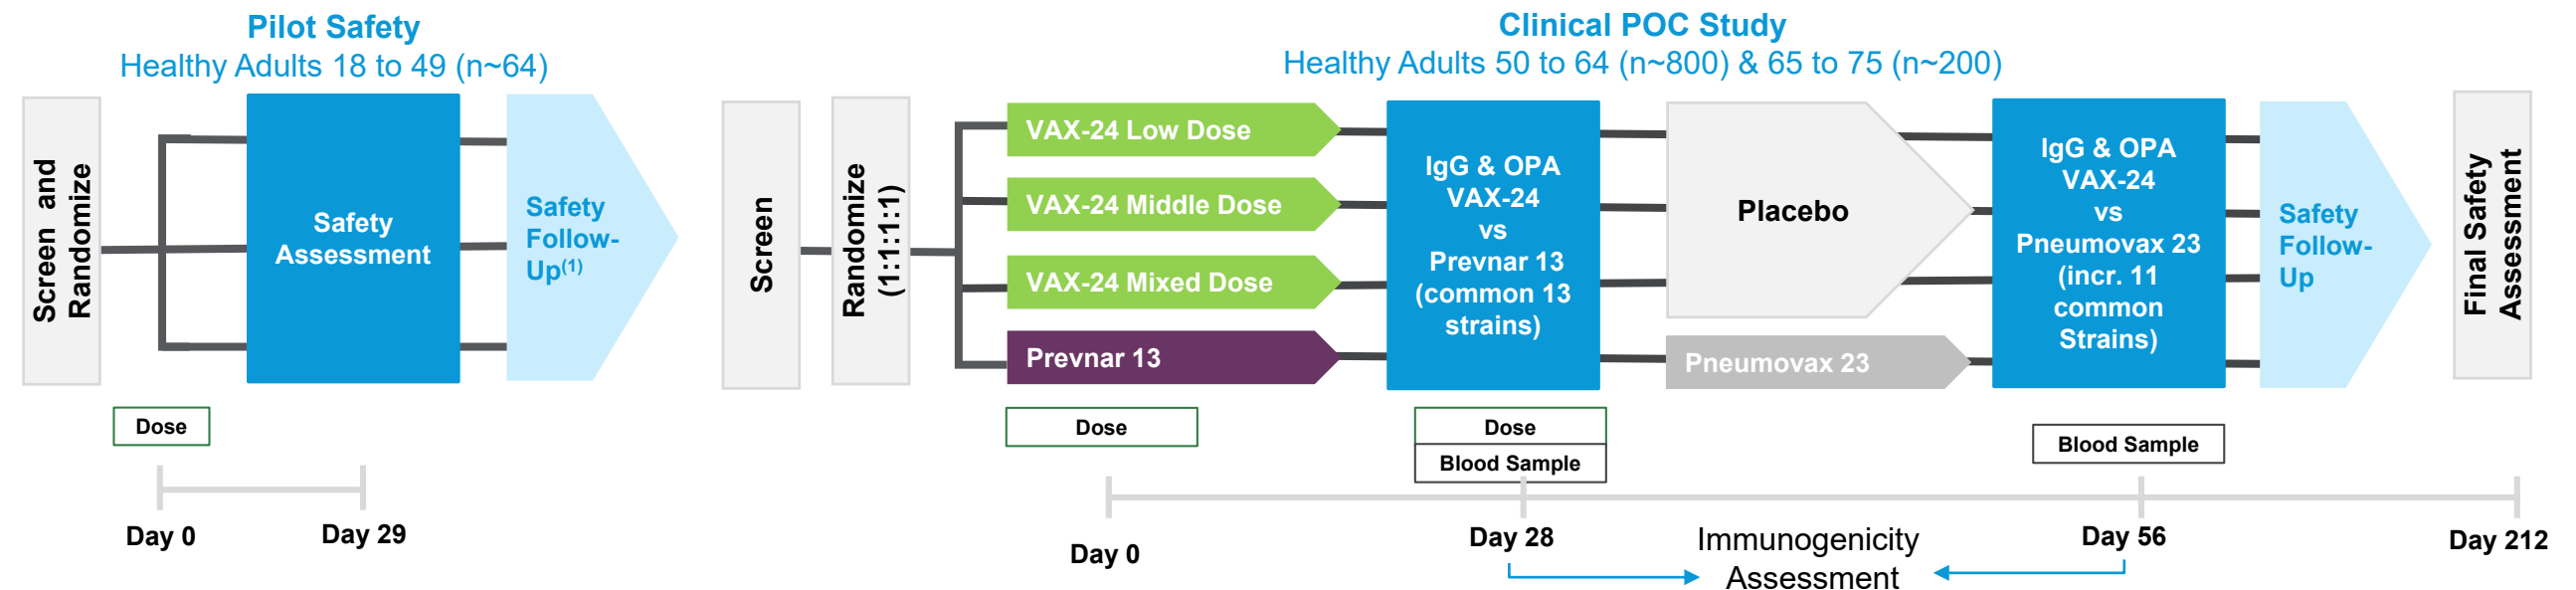 Pilot Safety
Healthy Adults 18 to 49 (n~64)
Screen and
Randomize
Safety
Assessment
Safety
Follow-
Up(1)
Dose
Day 0
Day 29
Clinical POC Study
Healthy Adults 50 to 64 (n~800) & 65 to 75 (n~200)
Screen
Randomize
(1:1:1:1)
VAX-24 Low Dose
VAX-24 Middle Dose
VAX-24 Mixed Dose
Prevnar 13
IgG & OPA
VAX-24
vs
Prevnar 13
(common 13
strains)
Placebo
Pneumovax 23
IgG & OPA
VAX-24
vs
Pneumovax 23
(incr. 11
common
Strains)
Safety
Follow-
Up
Final Safety
Assessment
Dose
Dose
Blood Sample
Blood Sample
Day 0
Day 28
Immunogenicity
Assessment
Day 56
Day 212